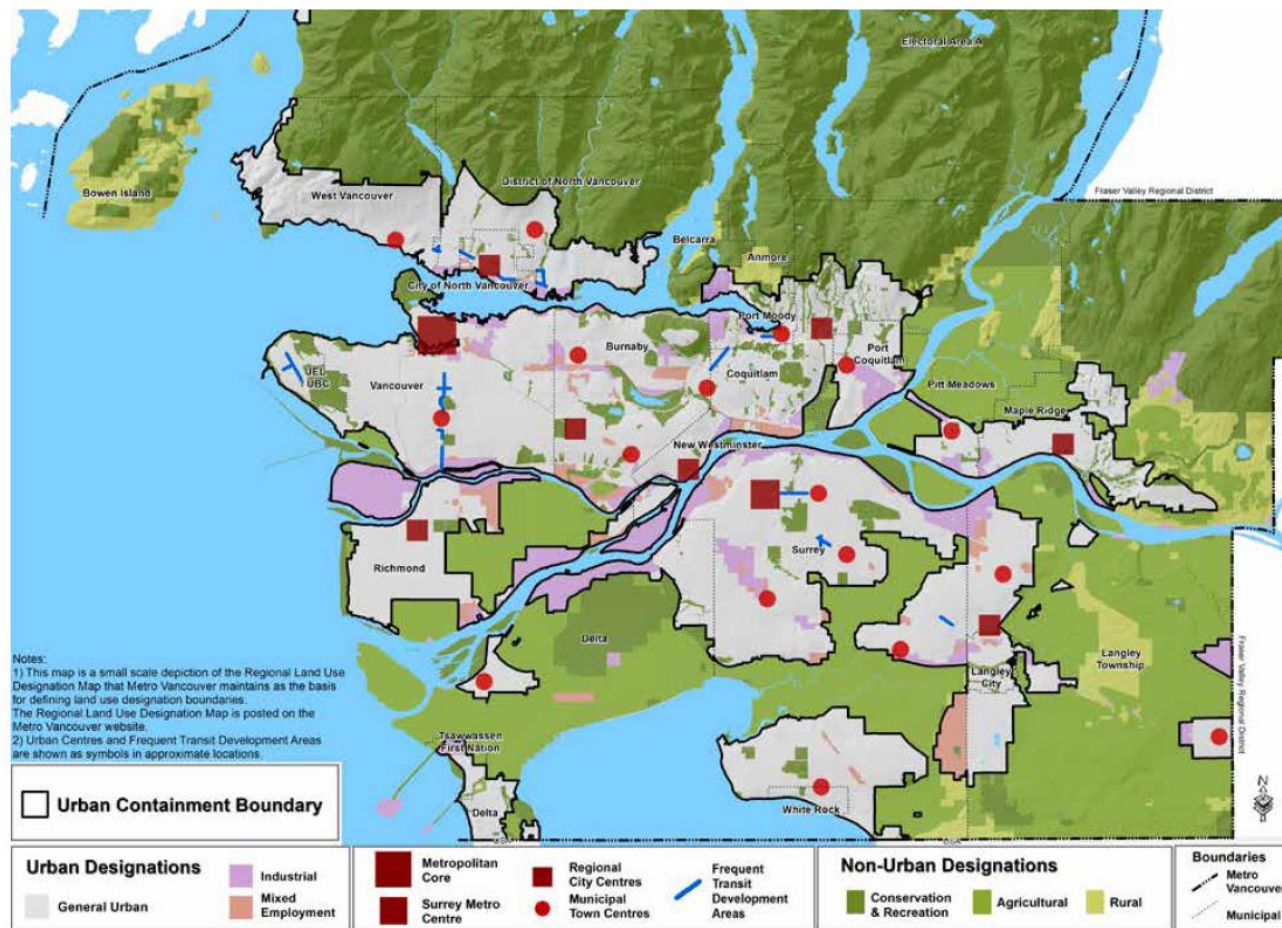 Electoral Area A
Bowen Island
West Vancouver
District of North Vancouver
Fraser Valley Regional District
Belcarra
Anmore
City of North Vancouver
Port Moody
Burnaby
Port
Coquitlam
UEL
UBC
Vancouver
Coquitlam
Pitt Meadows
Maple Ridge
New Westminster
Surrey
Richmond
Delta
Langley
Township
Langley
City
Fraser Valley Regional District
Notes:
1) This map is a small scale depiction of the Regional Land Use
Designation Map that Metro Vancouver maintains as the basis
for defining land use designation boundaries.
The Regional Land Use Designation Map is posted on the
Metro Vancouver website.
2) Urban Centres and Frequent Transit Development Areas
are shown as symbols in approximate locations.
Tsawwassen
First Nation
Delta
White Rock
N
USA
USA
Urban Containment Boundary
Urban Designations
General Urban
Industrial
Mixed
Employment
Metropolitan
Core
Surrey Metro
Centre
Regional
City Centres
Municipal
Town Centres
Frequent
Transit
Development
Areas
Non-Urban Designations
Conservation
& Recreation
Agricultural
Rural
Boundaries
Metro
Vancouve
Municipal